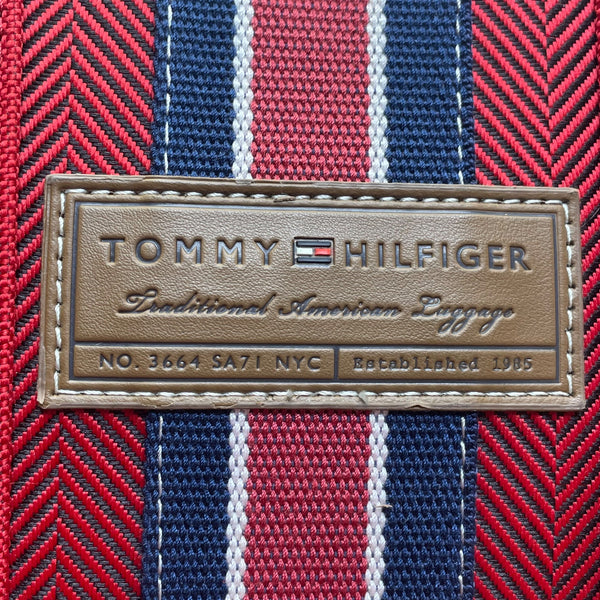 TOMMY HILFIGER
Traditional American Luggage
NO. 3664 SA71 NYC Established 1985